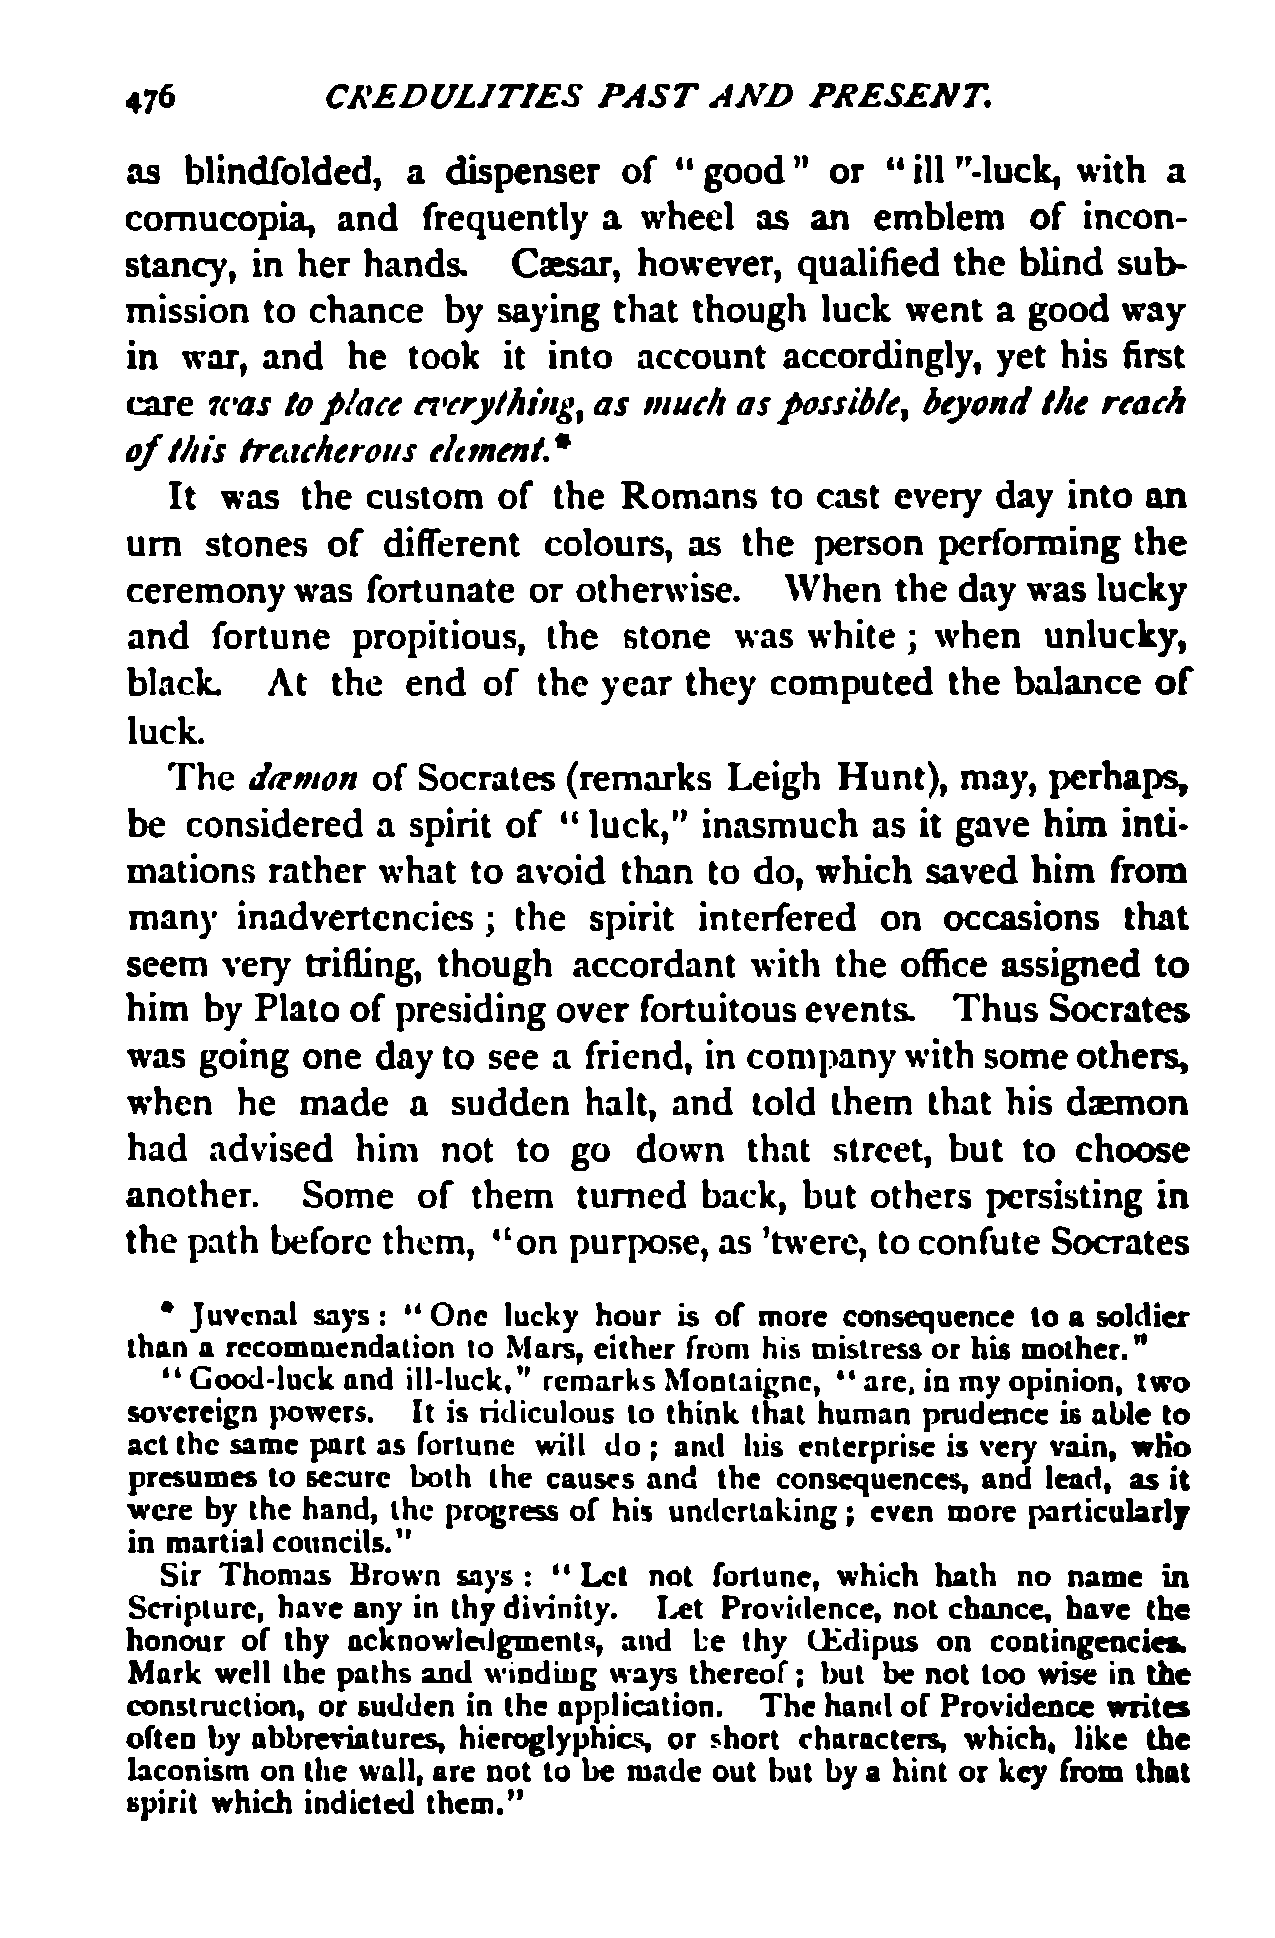 476 CREDULITIES PAST AND PRESENT.
as blindfolded, a dispenser of " good " or " ill "-luck, with a
cornucopia, and frequently a wheel as an emblem of incon-
stancy, in her hands. Cæsar, however, qualified the blind sub-
mission to chance by saying that though luck went a good way
in war, and he took it into account accordingly, yet his first
care was to place everything, as much as possible, beyond the reach
of this treacherous element.*
It was the custom of the Romans to cast every day into an
urn stones of different colours, as the person performing the
ceremony was fortunate or otherwise. When the day was lucky
and fortune propitious, the stone was white ; when unlucky,
black. At the end of the year they computed the balance of
luck.
The dæmon of Socrates (remarks Leigh Hunt), may, perhaps,
be considered a spirit of " luck," inasmuch as it gave him inti-
mations rather what to avoid than to do, which saved him from
many inadvertencies ; the spirit interfered on occasions that
seem very trifling, though accordant with the office assigned to
him by Plato of presiding over fortuitous events. Thus Socrates
was going one day to see a friend, in company with some others,
when he made a sudden halt, and told them that his dæmon
had advised him not to go down that street, but to choose
another. Some of them turned back, but others persisting in
the path before them, "on purpose, as 'twere, to confute Socrates
* Juvenal says : " One lucky hour is of more consequence to a soldier
than a recommendation to Mars, either from his mistress or his mother."
" Good-luck and ill-luck," remarks Montaigne, " are, in my opinion, two
sovereign powers. It is ridiculous to think that human prudence is able to
act the same part as fortune will do ; and his enterprise is very vain, who
presumes to secure both the causes and the consequences, and lead, as it
were by the hand, the progress of his undertaking ; even more particularly
in martial councils."
Sir Thomas Brown says : " Let not fortune, which hath no name in
Scripture, have any in thy divinity. Let Providence, not chance, have the
honour of thy acknowledgments, and be thy Œdipus on contingencies.
Mark well the paths and winding ways thereof ; but be not too wise in the
construction, or sudden in the application. The hand of Providence writes
often by abbreviatures, hieroglyphics, or short characters, which, like the
laconism on the wall, are not to be made out but by a hint or key from that
spirit which indicted them."